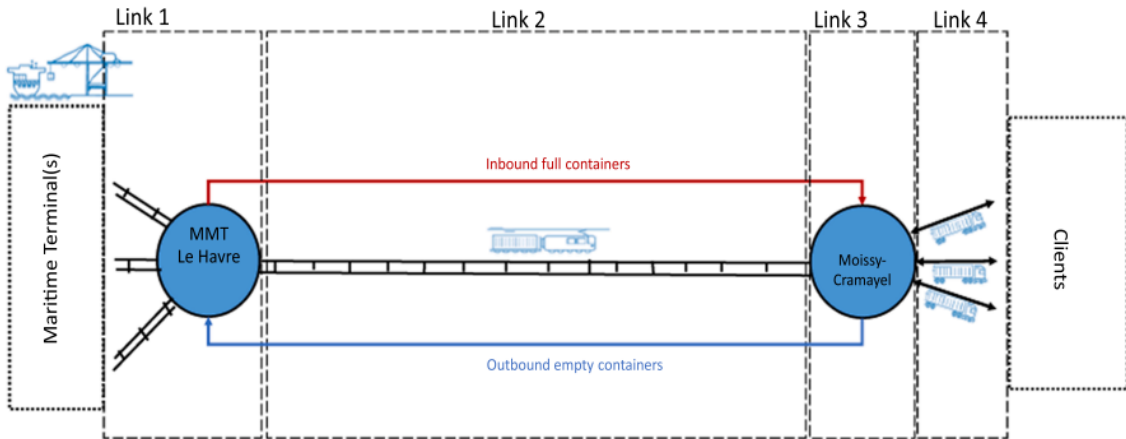 Link 1
Link 2
Link 3
Link 4
Maritime Terminal(s)
Inbound full containers
MMT
Le Havre
Moissy-
Cramayel
Outbound empty containers
Clients